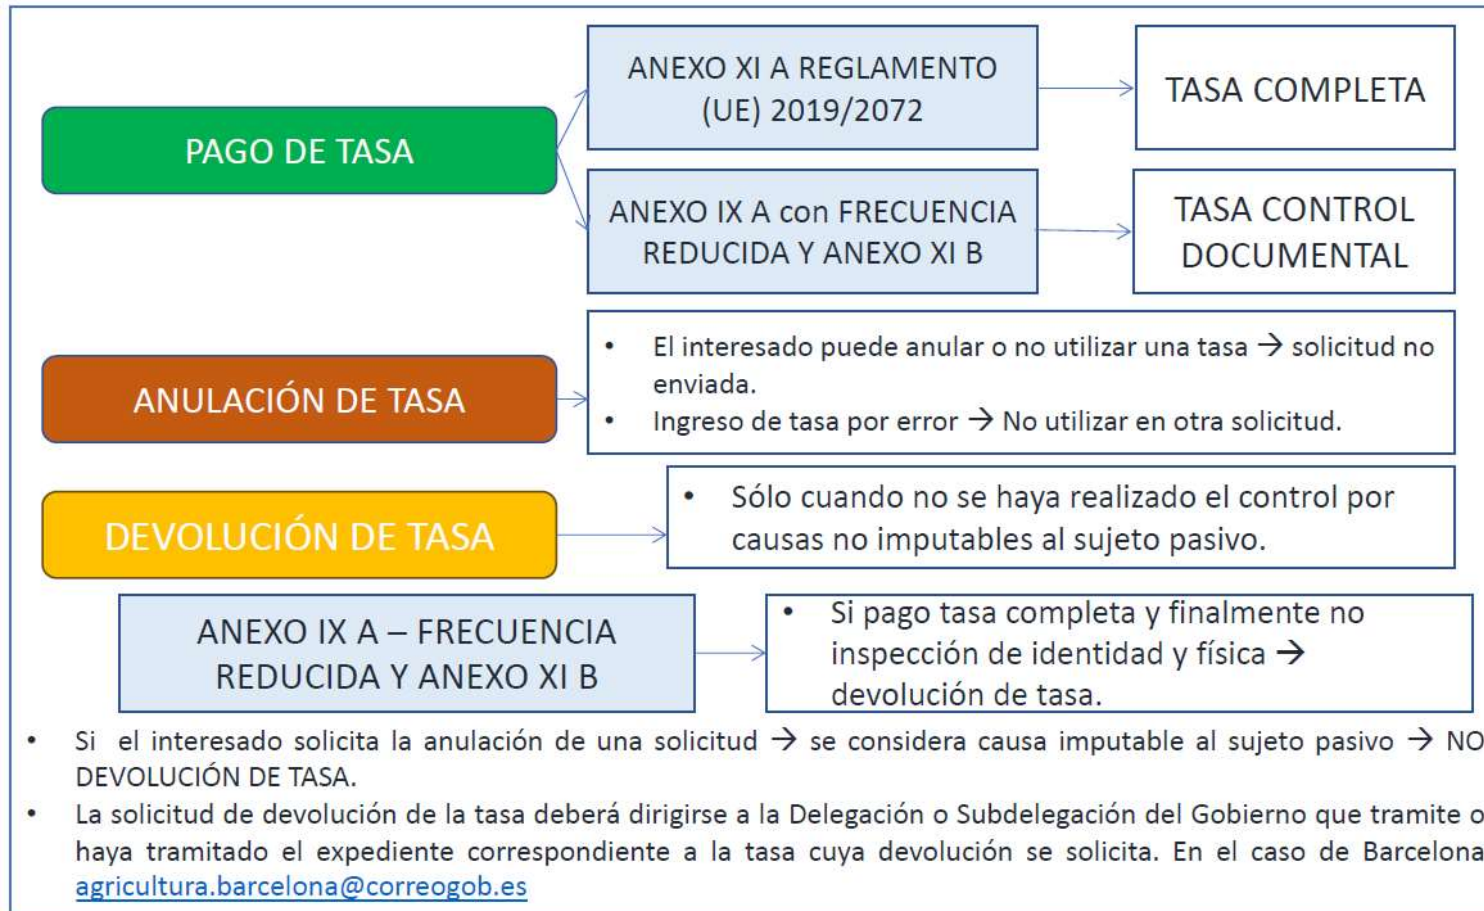 PAGO DE TASA
ANEXO XI A REGLAMENTO
(UE) 2019/2072
TASA COMPLETA
ANEXO IX A con FRECUENCIA
REDUCIDA Y ANEXO XI B
TASA CONTROL
DOCUMENTAL
ANULACIÓN DE TASA
• El interesado puede anular o no utilizar una tasa → solicitud no
enviada.
• Ingreso de tasa por error → No utilizar en otra solicitud.
DEVOLUCIÓN DE TASA
• Sólo cuando no se haya realizado el control por
causas no imputables al sujeto pasivo.
ANEXO IX A – FRECUENCIA
REDUCIDA Y ANEXO XI B
• Si pago tasa completa y finalmente no
inspección de identidad y física →
devolución de tasa.
• Si el interesado solicita la anulación de una solicitud → se considera causa imputable al sujeto pasivo → NO
DEVOLUCIÓN DE TASA.
• La solicitud de devolución de la tasa deberá dirigirse a la Delegación o Subdelegación del Gobierno que tramite o
haya tramitado el expediente correspondiente a la tasa cuya devolución se solicita. En el caso de Barcelona
agricultura.barcelona@correogob.es